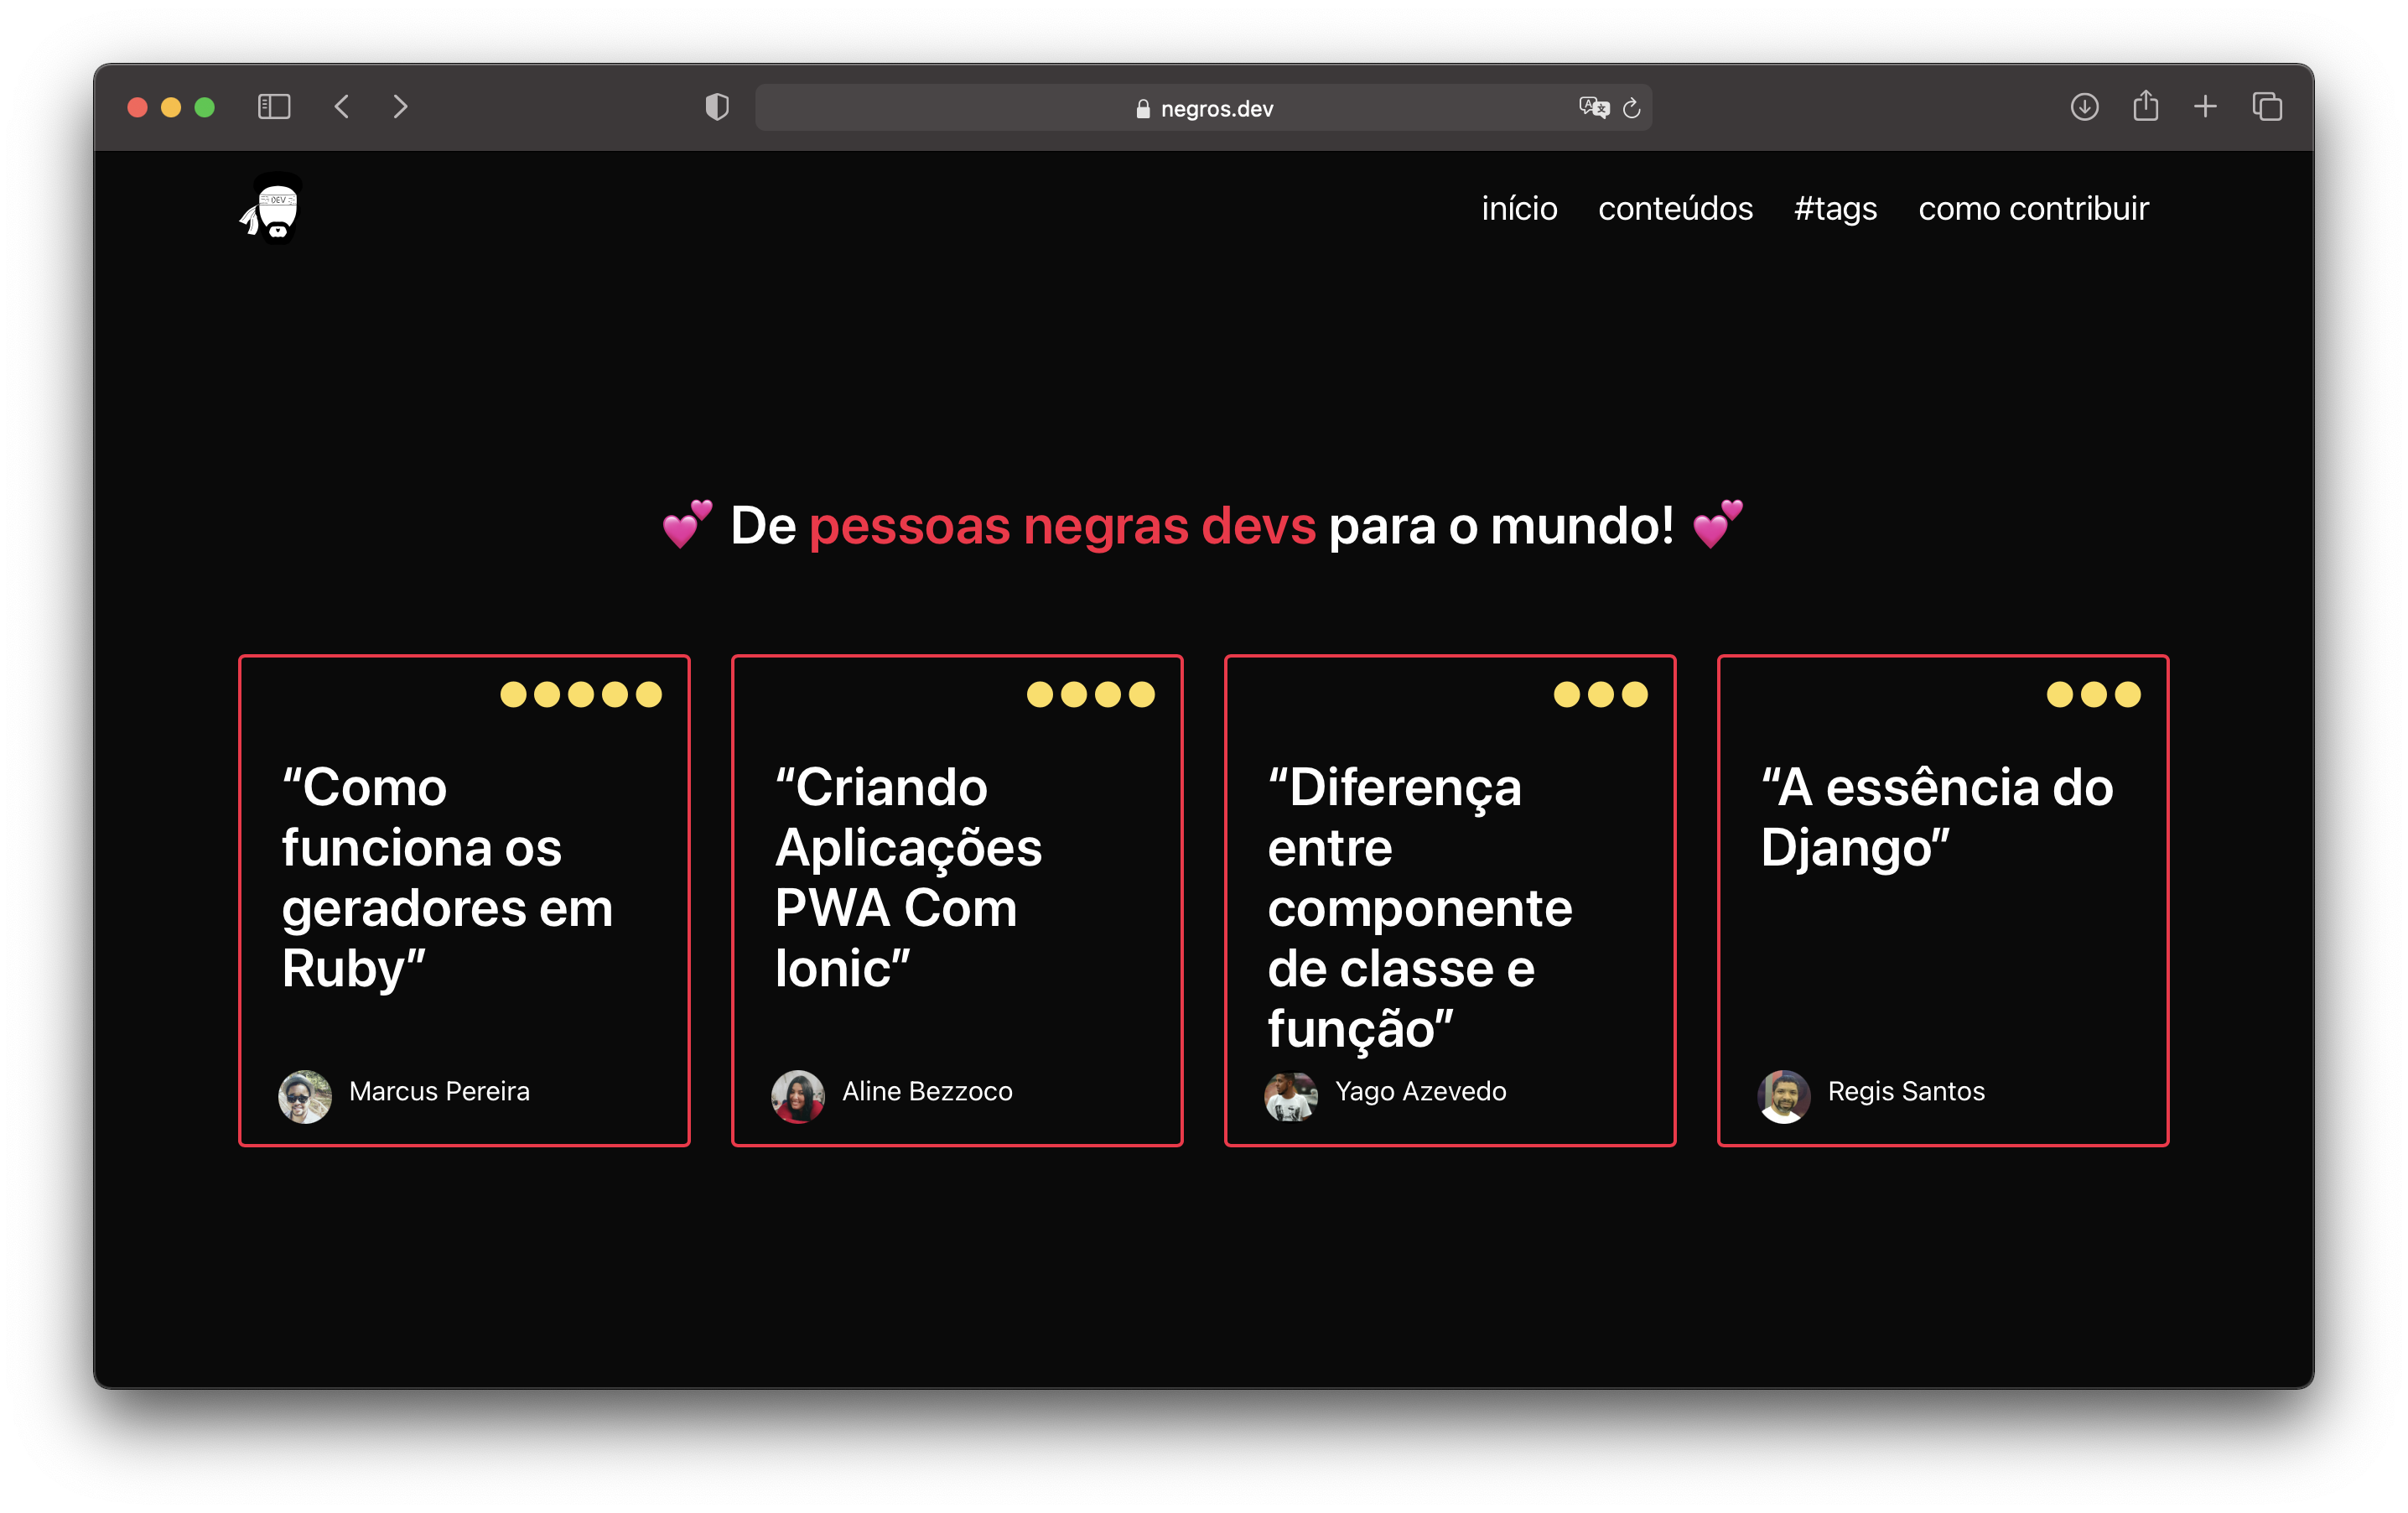 negros.dev
DEV
início conteúdos #tags como contribuir
💕 De pessoas negras devs para o mundo! 💕
“Como
funciona os
geradores em
Ruby”
Marcus Pereira
“Criando
Aplicações
PWA Com
Ionic”
Aline Bezzoco
“Diferença
entre
componente
de classe e
função”
Yago Azevedo
“A essência do
Django”
Regis Santos